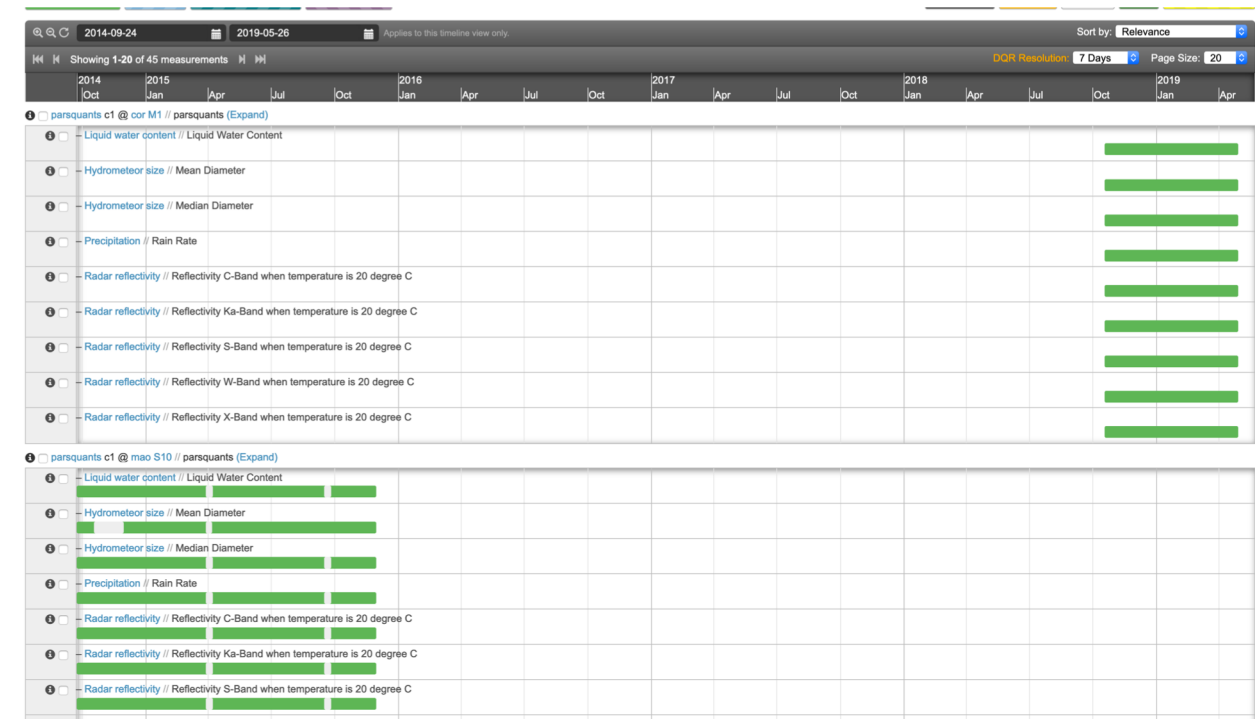 2014-09-24 2019-05-26 Applies to this timeline view only. Sort by: Relevance
Showing 1-20 of 45 measurements DQR Resolution: 7 Days Page Size: 20
2014 2015 2016 2017 2018 2019
Oct Jan Apr Jul Oct Jan Apr Jul Oct Jan Apr Jul Oct Jan Apr Jul Oct Jan Apr
parsquants c1 @ cor M1 // parsquants (Expand)
Liquid water content // Liquid Water Content
Hydrometeor size // Mean Diameter
Hydrometeor size // Median Diameter
Precipitation // Rain Rate
Radar reflectivity // Reflectivity C-Band when temperature is 20 degree C
Radar reflectivity // Reflectivity Ka-Band when temperature is 20 degree C
Radar reflectivity // Reflectivity S-Band when temperature is 20 degree C
Radar reflectivity // Reflectivity W-Band when temperature is 20 degree C
Radar reflectivity // Reflectivity X-Band when temperature is 20 degree C
parsquants c1 @ mao S10 // parsquants (Expand)
Liquid water content // Liquid Water Content
Hydrometeor size // Mean Diameter
Hydrometeor size // Median Diameter
Precipitation // Rain Rate
Radar reflectivity // Reflectivity C-Band when temperature is 20 degree C
Radar reflectivity // Reflectivity Ka-Band when temperature is 20 degree C
Radar reflectivity // Reflectivity S-Band when temperature is 20 degree C